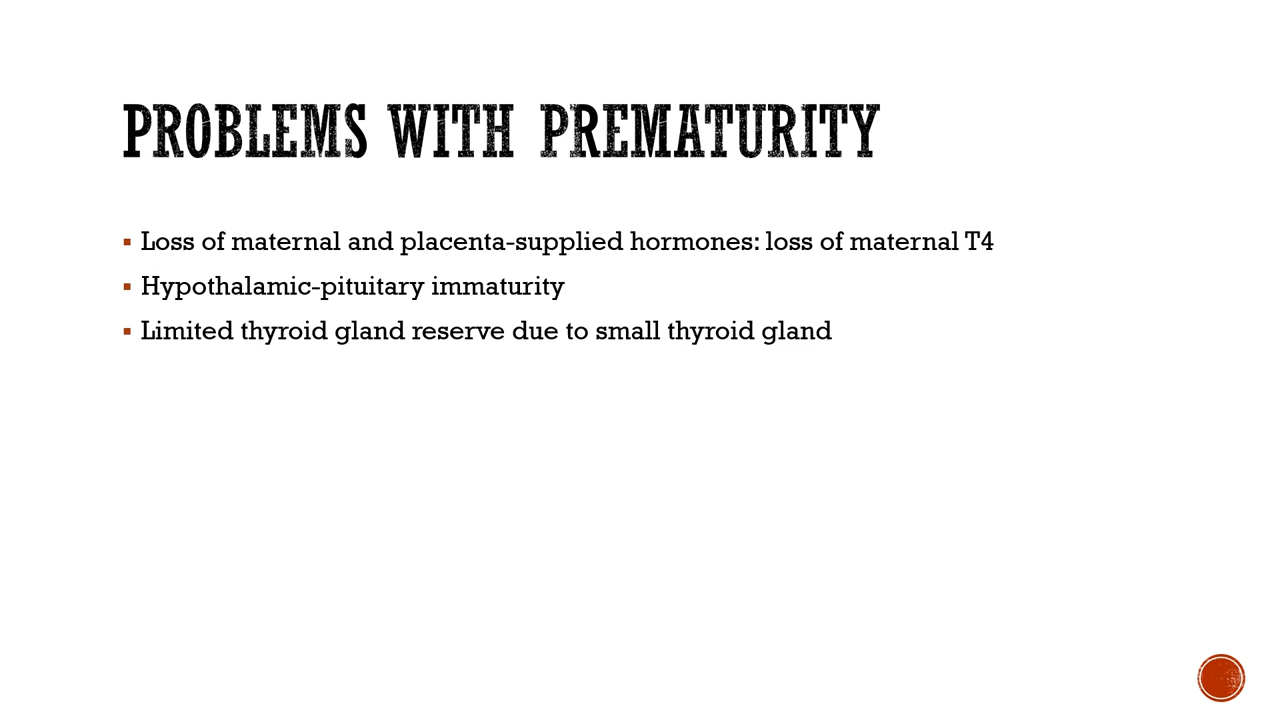 PROBLEMS WITH PREMATURITY
▪ Loss of maternal and placenta-supplied hormones: loss of maternal T4
▪ Hypothalamic-pituitary immaturity
▪ Limited thyroid gland reserve due to small thyroid gland